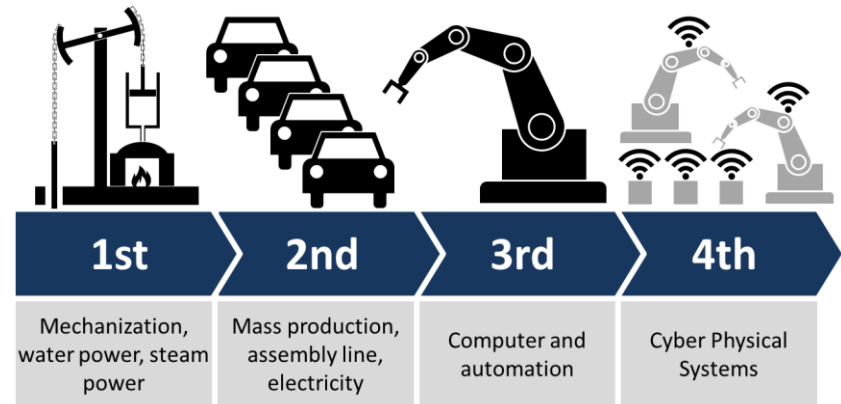 1st
2nd
3rd
4th
Mechanization,
water power, steam
power
Mass production,
assembly line,
electricity
Computer and
automation
Cyber Physical
Systems